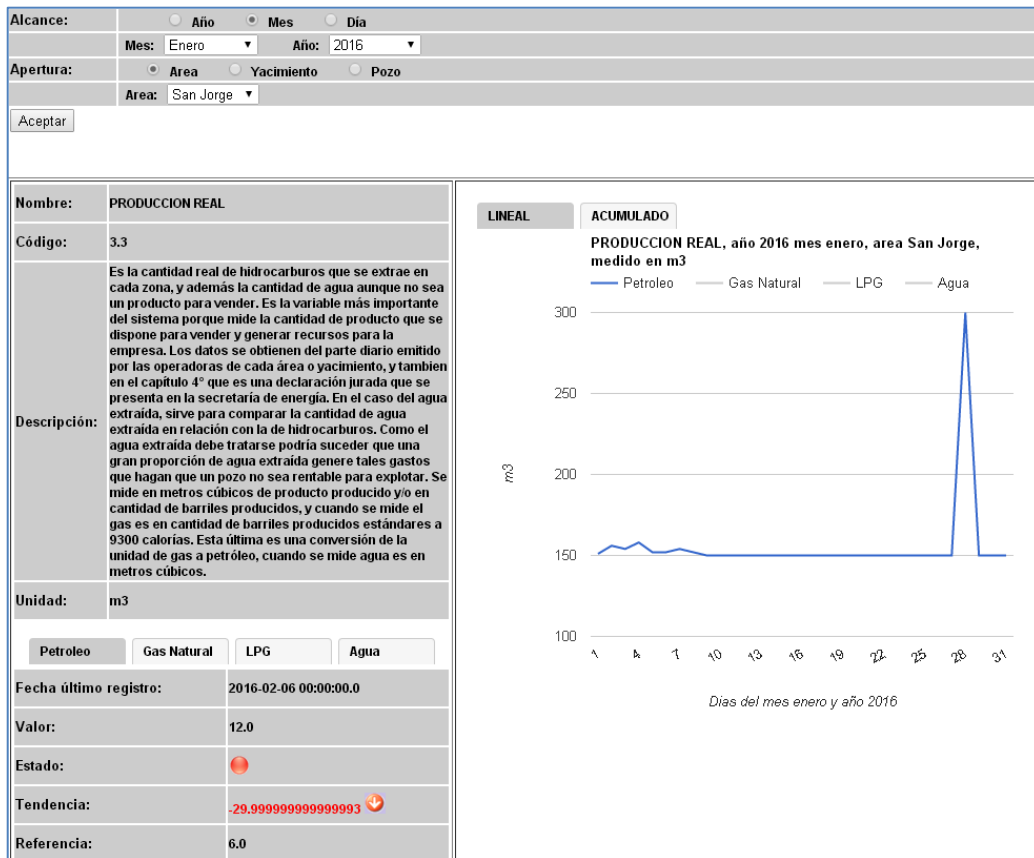 Alcance: Año Mes Día
Mes: Enero Año: 2016
Apertura: Area Yacimiento Pozo
Area: San Jorge
Aceptar
Nombre: PRODUCCION REAL
Código: 3.3
Descripción:
Es la cantidad real de hidrocarburos que se extrae en
cada zona, y además la cantidad de agua aunque no sea
un producto para vender. Es la variable más importante
del sistema porque mide la cantidad de producto que se
dispone para vender y generar recursos para la
empresa. Los datos se obtienen del parte diario emitido
por las operadoras de cada área o yacimiento, y tambien
en el capítulo 4° que es una declaración jurada que se
presenta en la secretaría de energía. En el caso del agua
extraída, sirve para comparar la cantidad de agua
extraída en relación con la de hidrocarburos. Como el
agua extraída debe tratarse podría suceder que una
gran proporción de agua extraída genere tales gastos
que hagan que un pozo no sea rentable para explotar. Se
mide en metros cúbicos de producto producido y/o en
cantidad de barriles producidos, y cuando se mide el
gas es en cantidad de barriles producidos estándares a
9300 calorías. Esta última es una conversión de la
unidad de gas a petróleo, cuando se mide agua es en
metros cúbicos.
Unidad: m3
Petroleo Gas Natural LPG Agua
Fecha último registro: 2016-02-06 00:00:00.0
Valor: 12.0
Estado:
Tendencia: -29.999999999999993
Referencia: 6.0
LINEAL ACUMULADO
PRODUCCION REAL, año 2016 mes enero, area San Jorge,
medido en m3
Petroleo Gas Natural LPG Agua
300
250
200
150
100
m3
1 4 7 10 13 16 19 22 25 28 31
Dias del mes enero y año 2016